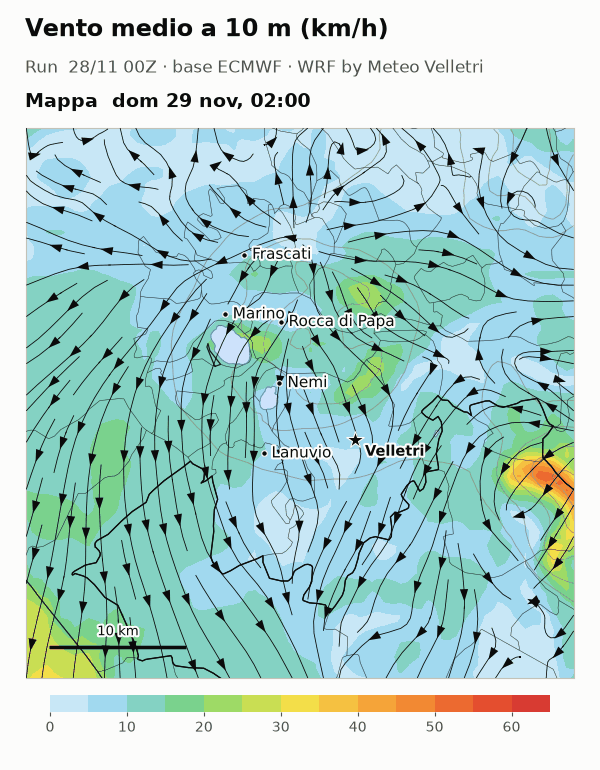 Vento medio a 10 m (km/h)
Run  28/11 00Z · base ECMWF · WRF by Meteo Velletri
Mappa  dom 29 nov, 02:00
Frascati
Marino
Rocca di Papa
Nemi
Velletri
Lanuvio
10 km
0 10 20 30 40 50 60